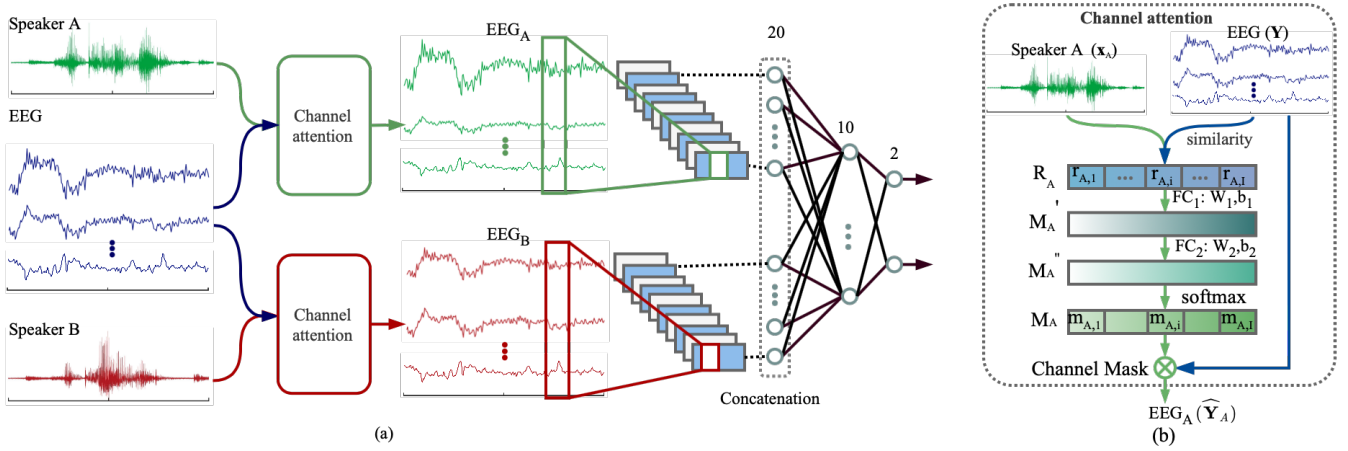 Speaker A
EEG
Speaker B
Channel
attention
Channel
attention
EEG_A
EEG_B
20
10
2
Concatenation
(a)
Channel attention
Speaker A (x_A)
EEG (Y)
similarity
R_A
r_A,1
...
r_A,i
...
r_A,I
FC_1: W_1,b_1
M_A'
FC_2: W_2,b_2
M_A"
softmax
M_A
m_A,1
m_A,i
m_A,I
Channel Mask
EEG_A(Ŷ_A)
(b)